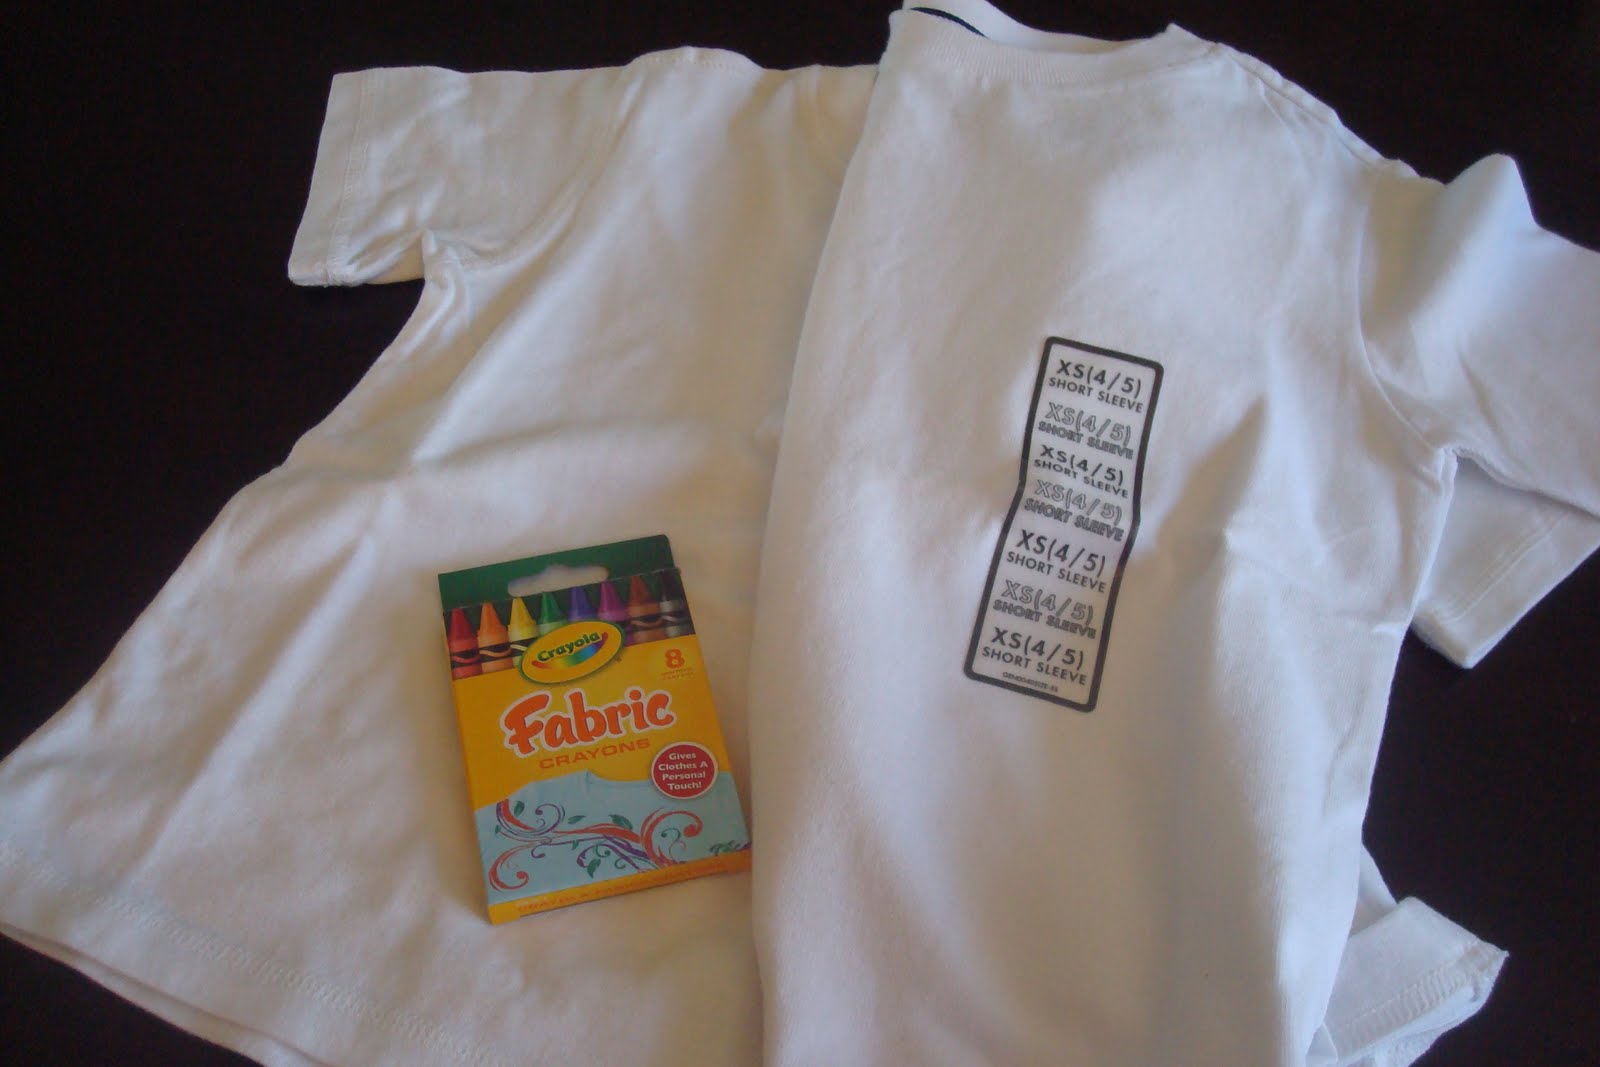 XS(4/5)
SHORT SLEEVE
XS(4/5)
SHORT SLEEVE
XS(4/5)
SHORT SLEEVE
XS(4/5)
SHORT SLEEVE
XS(4/5)
SHORT SLEEVE
XS(4/5)
SHORT SLEEVE
XS(4/5)
SHORT SLEEVE
Crayola
8
Fabric
CRAYONS
Gives
Clothes A
Personal
Touch!